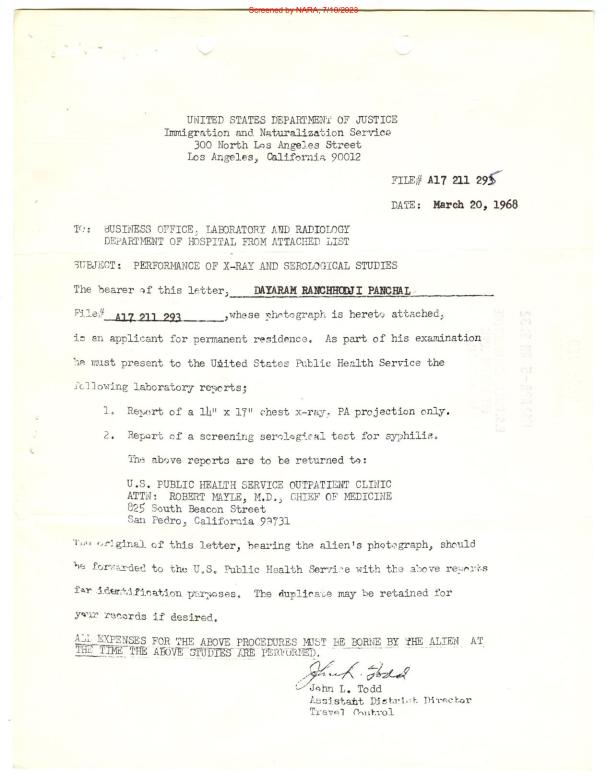 Screened by NARA, 7/10/2023
UNITED STATES DEPARTMENT OF JUSTICE
Immigration and Naturalization Service
300 North Los Angeles Street
Los Angeles, California 90012
FILE# A17 211 295
DATE: March 20, 1968
TO: BUSINESS OFFICE, LABORATORY AND RADIOLOGY
DEPARTMENT OF HOSPITAL FROM ATTACHED LIST
SUBJECT: PERFORMANCE OF X-RAY AND SEROLOGICAL STUDIES
The bearer of this letter, DAYARAM RANCHHODJI PANCHAL
File# A17 211 293 ,whose photograph is hereto attached,
is an applicant for permanent residence. As part of his examination
he must present to the United States Public Health Service the
following laboratory reports;
1. Report of a 14" x 17" chest x-ray, PA projection only.
2. Report of a screening serological test for syphilis.
The above reports are to be returned to:
U.S. PUBLIC HEALTH SERVICE OUTPATIENT CLINIC
ATTN: ROBERT MAYLE, M.D., CHIEF OF MEDICINE
825 South Beacon Street
San Pedro, California 90731
The original of this letter, bearing the alien's photograph, should
be forwarded to the U.S. Public Health Service with the above reports
for identification purposes. The duplicate may be retained for
your records if desired.
ALL EXPENSES FOR THE ABOVE PROCEDURES MUST BE BORNE BY THE ALIEN AT
THE TIME THE ABOVE STUDIES ARE PERFORMED.
John L. Todd
John L. Todd
Assistant District Director
Travel Control